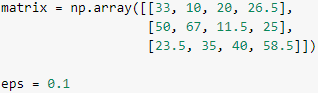 matrix = np.array([[33, 10, 20, 26.5],
[50, 67, 11.5, 25],
[23.5, 35, 40, 58.5]])
eps = 0.1